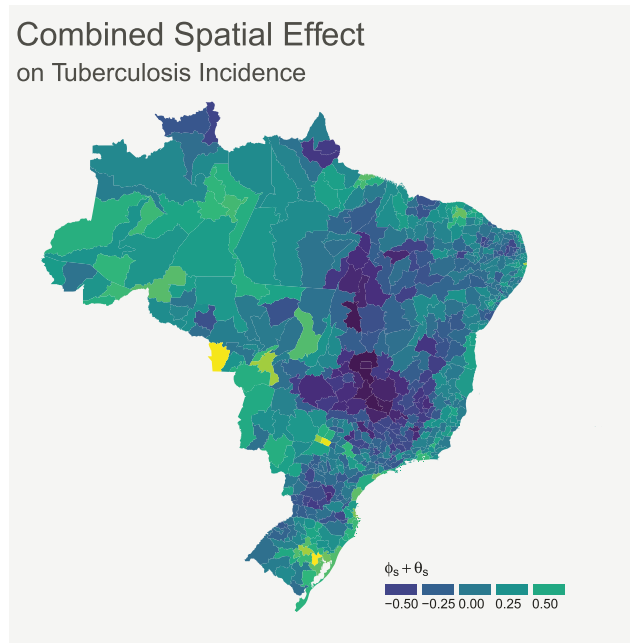 Combined Spatial Effect
on Tuberculosis Incidence
ϕs + θs
−0.50 −0.25 0.00 0.25 0.50